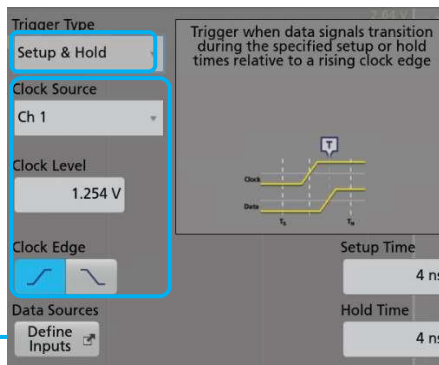 Trigger Type
Setup & Hold
Clock Source
Ch 1
Clock Level
1.254 V
Clock Edge
Data Sources
Define
Inputs
Trigger when data signals transition
during the specified setup or hold
times relative to a rising clock edge
T
Clock
Data
Ts
TH
Setup Time
4 ns
Hold Time
4 ns